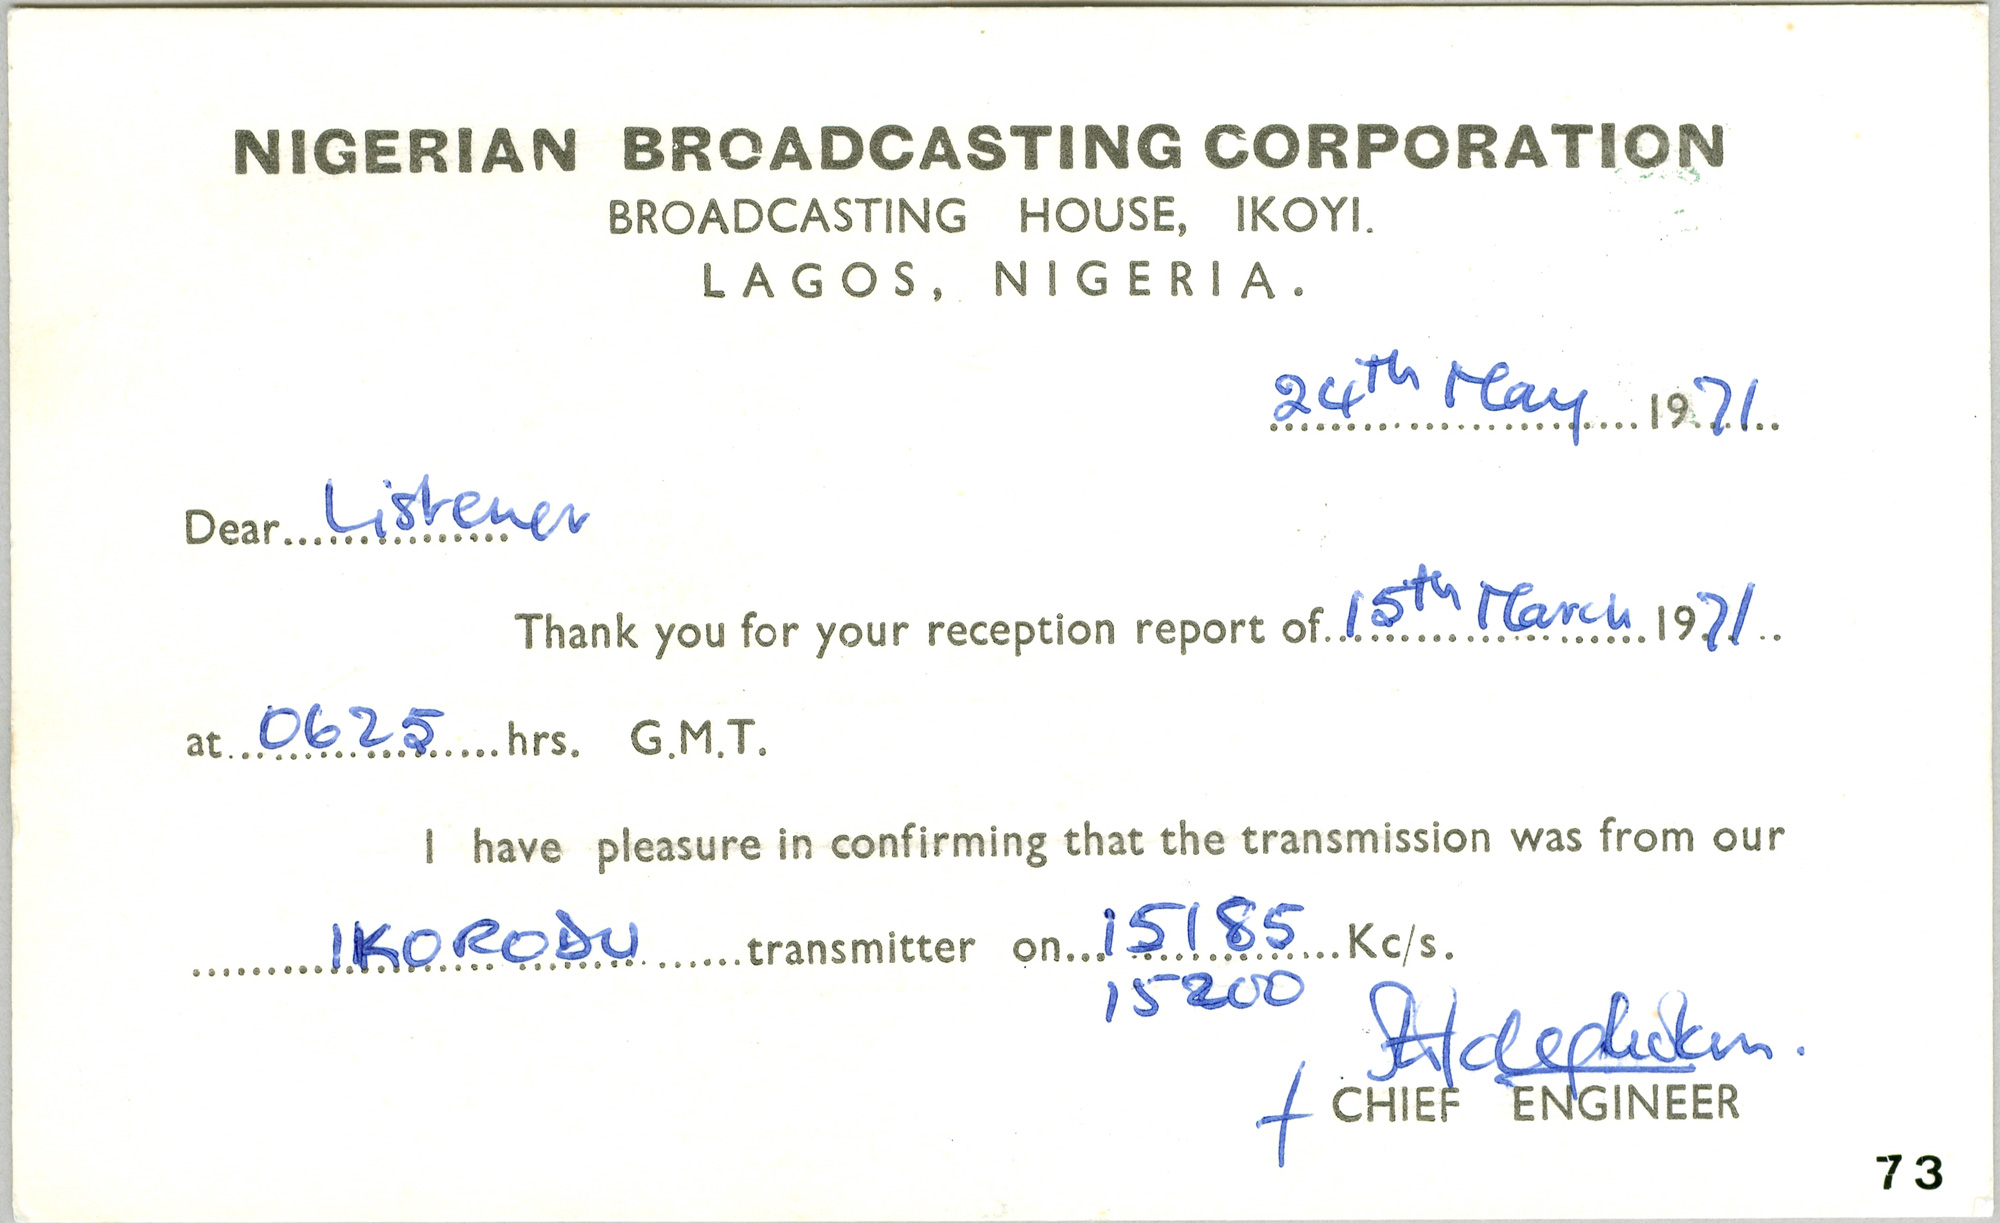 NIGERIAN BROADCASTING CORPORATION
BROADCASTING HOUSE, IKOYI.
LAGOS, NIGERIA.
24th May 1971
Dear Listener
Thank you for your reception report of 15th March 1971
at 0625 hrs. G.M.T.
I have pleasure in confirming that the transmission was from our
IKORODU transmitter on 15185 Kc/s.
15200
f CHIEF ENGINEER
73